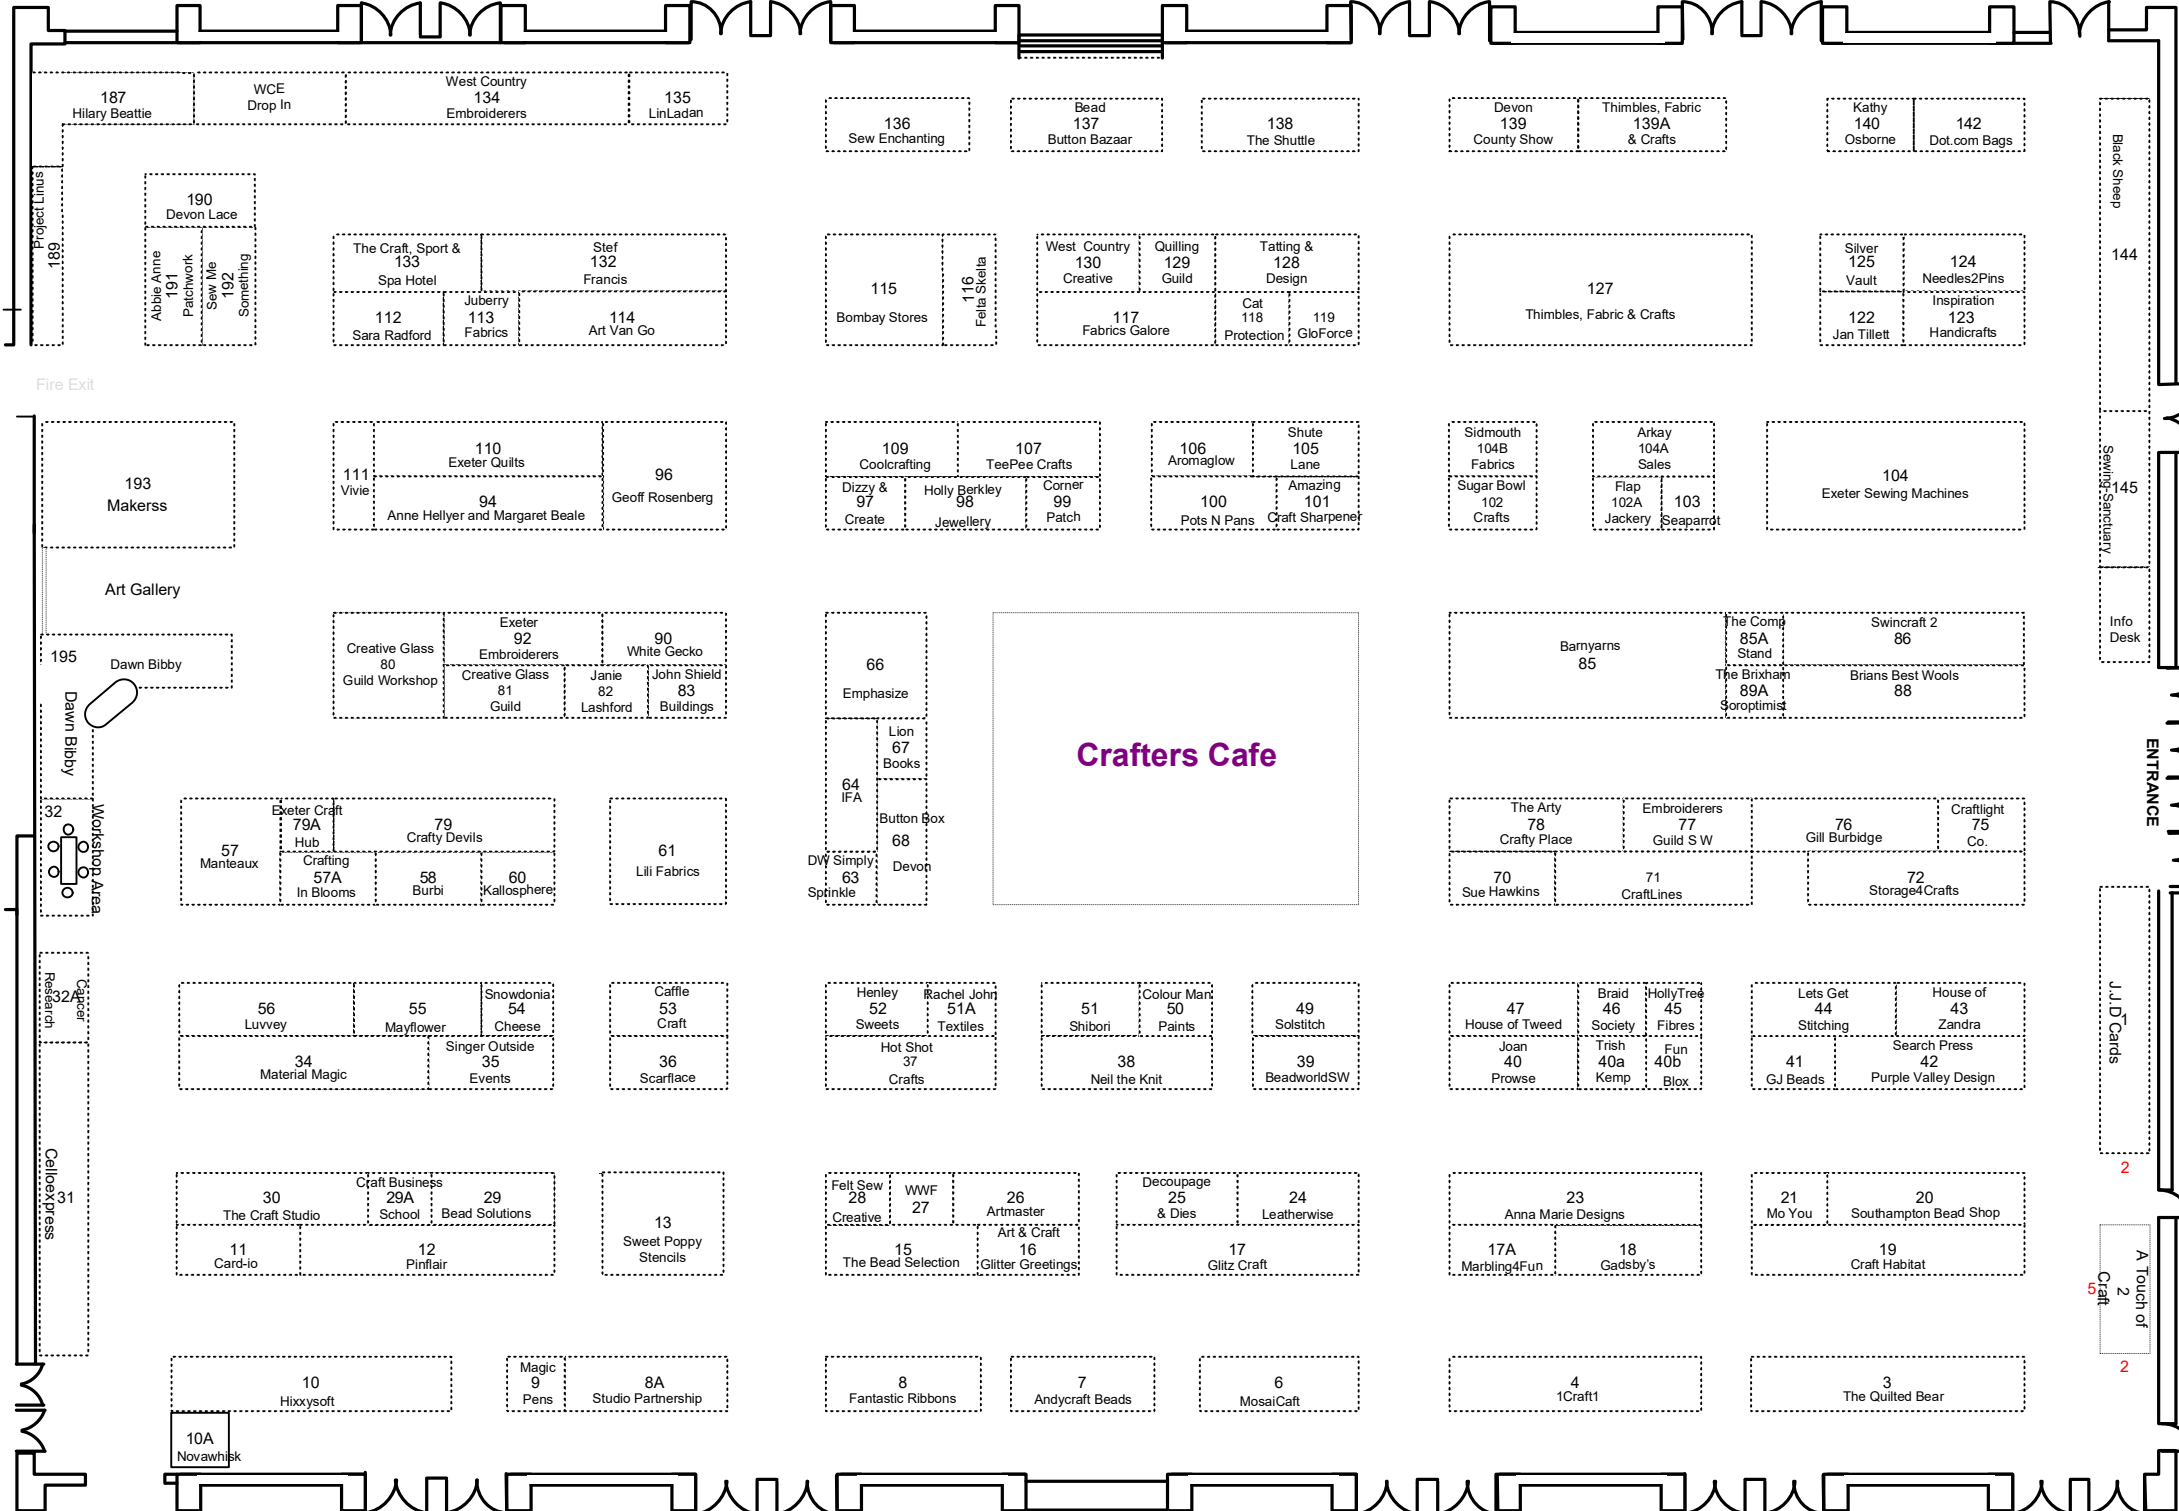 187
Hilary Beattie
WCE
Drop In
West Country
134
Embroiderers
135
LinLadan
136
Sew Enchanting
Bead
137
Button Bazaar
138
The Shuttle
Devon
139
County Show
Thimbles, Fabric
139A
& Crafts
Kathy
140
Osborne
142
Dot.com Bags
Black Sheep
144
Project Linus
189
190
Devon Lace
Abbie Anne
191
Patchwork
Sew Me
192
Something
The Craft, Sport &
133
Spa Hotel
Stef
132
Francis
112
Sara Radford
Juberry
113
Fabrics
114
Art Van Go
115
Bombay Stores
116
Felta Skelta
West Country
130
Creative
Quilling
129
Guild
Tatting &
128
Design
117
Fabrics Galore
Cat
118
Protection
119
GloForce
127
Thimbles, Fabric & Crafts
Silver
125
Vault
124
Needles2Pins
122
Jan Tillett
Inspiration
123
Handicrafts
Fire Exit
193
Makerss
111
Vivie
110
Exeter Quilts
94
Anne Hellyer and Margaret Beale
96
Geoff Rosenberg
109
Coolcrafting
107
TeePee Crafts
Dizzy &
97
Create
Holly Berkley
98
Jewellery
Corner
99
Patch
106
Aromaglow
Shute
105
Lane
100
Pots N Pans
Amazing
101
Craft Sharpener
Sidmouth
104B
Fabrics
Sugar Bowl
102
Crafts
Arkay
104A
Sales
Flap
102A
Jackery
103
Seaparrot
104
Exeter Sewing Machines
Sewing Sanctuary
145
Art Gallery
195
Dawn Bibby
Dawn Bibby
Creative Glass
80
Guild Workshop
Exeter
92
Embroiderers
90
White Gecko
Creative Glass
81
Guild
Janie
82
Lashford
John Shield
83
Buildings
66
Emphasize
Lion
67
Books
64
IFA
Button Box
68
Devon
DW Simply
63
Sprinkle
Crafters Cafe
Barnyarns
85
The Comp
85A
Stand
Swincraft 2
86
The Brixham
89A
Soroptimist
Brians Best Wools
88
Info
Desk
ENTRANCE
32
Workshop Area
57
Manteaux
Exeter Craft
79A
Hub
79
Crafty Devils
Crafting
57A
In Blooms
58
Burbi
60
Kallosphere
61
Lili Fabrics
The Arty
78
Crafty Place
Embroiderers
77
Guild S W
76
Gill Burbidge
Craftlight
75
Co.
70
Sue Hawkins
71
CraftLines
72
Storage4Crafts
Cancer
32A
Research
56
Luvvey
55
Mayflower
Snowdonia
54
Cheese
Caffle
53
Craft
34
Material Magic
Singer Outside
35
Events
36
Scarflace
Henley
52
Sweets
Rachel John
51A
Textiles
Hot Shot
37
Crafts
51
Shibori
Colour Man
50
Paints
38
Neil the Knit
49
Solstitch
39
BeadworldSW
47
House of Tweed
Braid
46
Society
HollyTree
45
Fibres
Joan
40
Prowse
Trish
40a
Kemp
Fun
40b
Blox
Lets Get
44
Stitching
House of
43
Zandra
41
GJ Beads
Search Press
42
Purple Valley Design
J.J.D Cards
1
2
Celloexpress
31
30
The Craft Studio
Craft Business
29A
School
29
Bead Solutions
11
Card-io
12
Pinflair
13
Sweet Poppy
Stencils
Felt Sew
28
Creative
WWF
27
26
Artmaster
15
The Bead Selection
Art & Craft
16
Glitter Greetings
Decoupage
25
& Dies
24
Leatherwise
17
Glitz Craft
23
Anna Marie Designs
17A
Marbling4Fun
18
Gadsby's
21
Mo You
20
Southampton Bead Shop
19
Craft Habitat
A Touch of
2
Craft
5
2
10
Hixxysoft
10A
Novawhisk
Magic
9
Pens
8A
Studio Partnership
8
Fantastic Ribbons
7
Andycraft Beads
6
MosaiCaft
4
1Craft1
3
The Quilted Bear